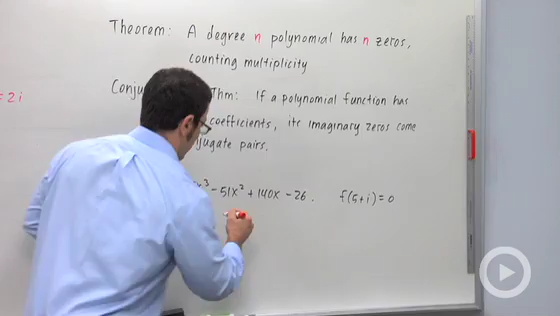 Theorem: A degree n polynomial has n zeros,
counting multiplicity
= 2i
Conju Thm: If a polynomial function has
coefficients, its imaginary zeros come
jugate pairs.
x³ - 51x² + 140x - 26. f(5+i) = 0